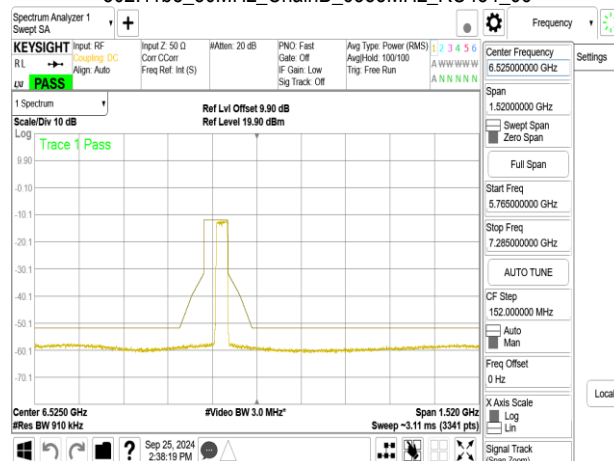 Spectrum Analyzer 1
Swept SA
+
Frequency
Settings
KEYSIGHT
RL
LXI
PASS
Input: RF
Coupling: DC
Align: Auto
Input Z: 50 Ω
Corr CCorr
Freq Ref: Int (S)
#Atten: 20 dB
PNO: Fast
Gate: Off
IF Gain: Low
Sig Track: Off
Avg Type: Power (RMS)
Avg|Hold: 100/100
Trig: Free Run
1 2 3 4 5 6
A W W W W W
A N N N N N
1 Spectrum
Scale/Div 10 dB
Ref Lvl Offset 9.90 dB
Ref Level 19.90 dBm
Log
Trace 1 Pass
9.90
-0.10
-10.1
-20.1
-30.1
-40.1
-50.1
-60.1
-70.1
Center 6.5250 GHz
#Res BW 910 kHz
#Video BW 3.0 MHz*
Span 1.520 GHz
Sweep ~3.11 ms (3341 pts)
Sep 25, 2024
2:38:19 PM
Center Frequency
6.525000000 GHz
Span
1.52000000 GHz
Swept Span
Zero Span
Full Span
Start Freq
5.765000000 GHz
Stop Freq
7.285000000 GHz
AUTO TUNE
CF Step
152.000000 MHz
Auto
Man
Freq Offset
0 Hz
X Axis Scale
Log
Lin
Signal Track
(Span Zoom)
Local